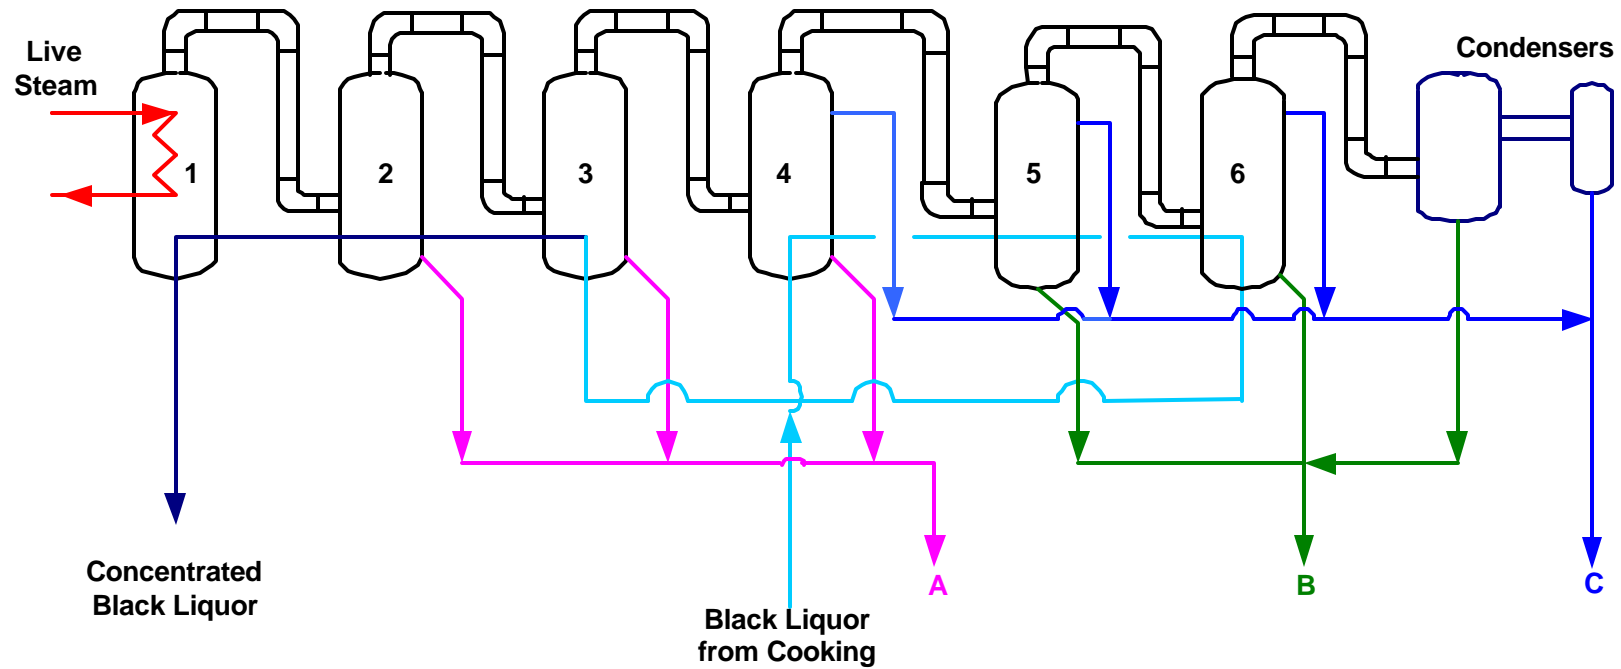 Live
Steam
Condensers
1
2
3
4
5
6
Concentrated
Black Liquor
Black Liquor
from Cooking
A
B
C